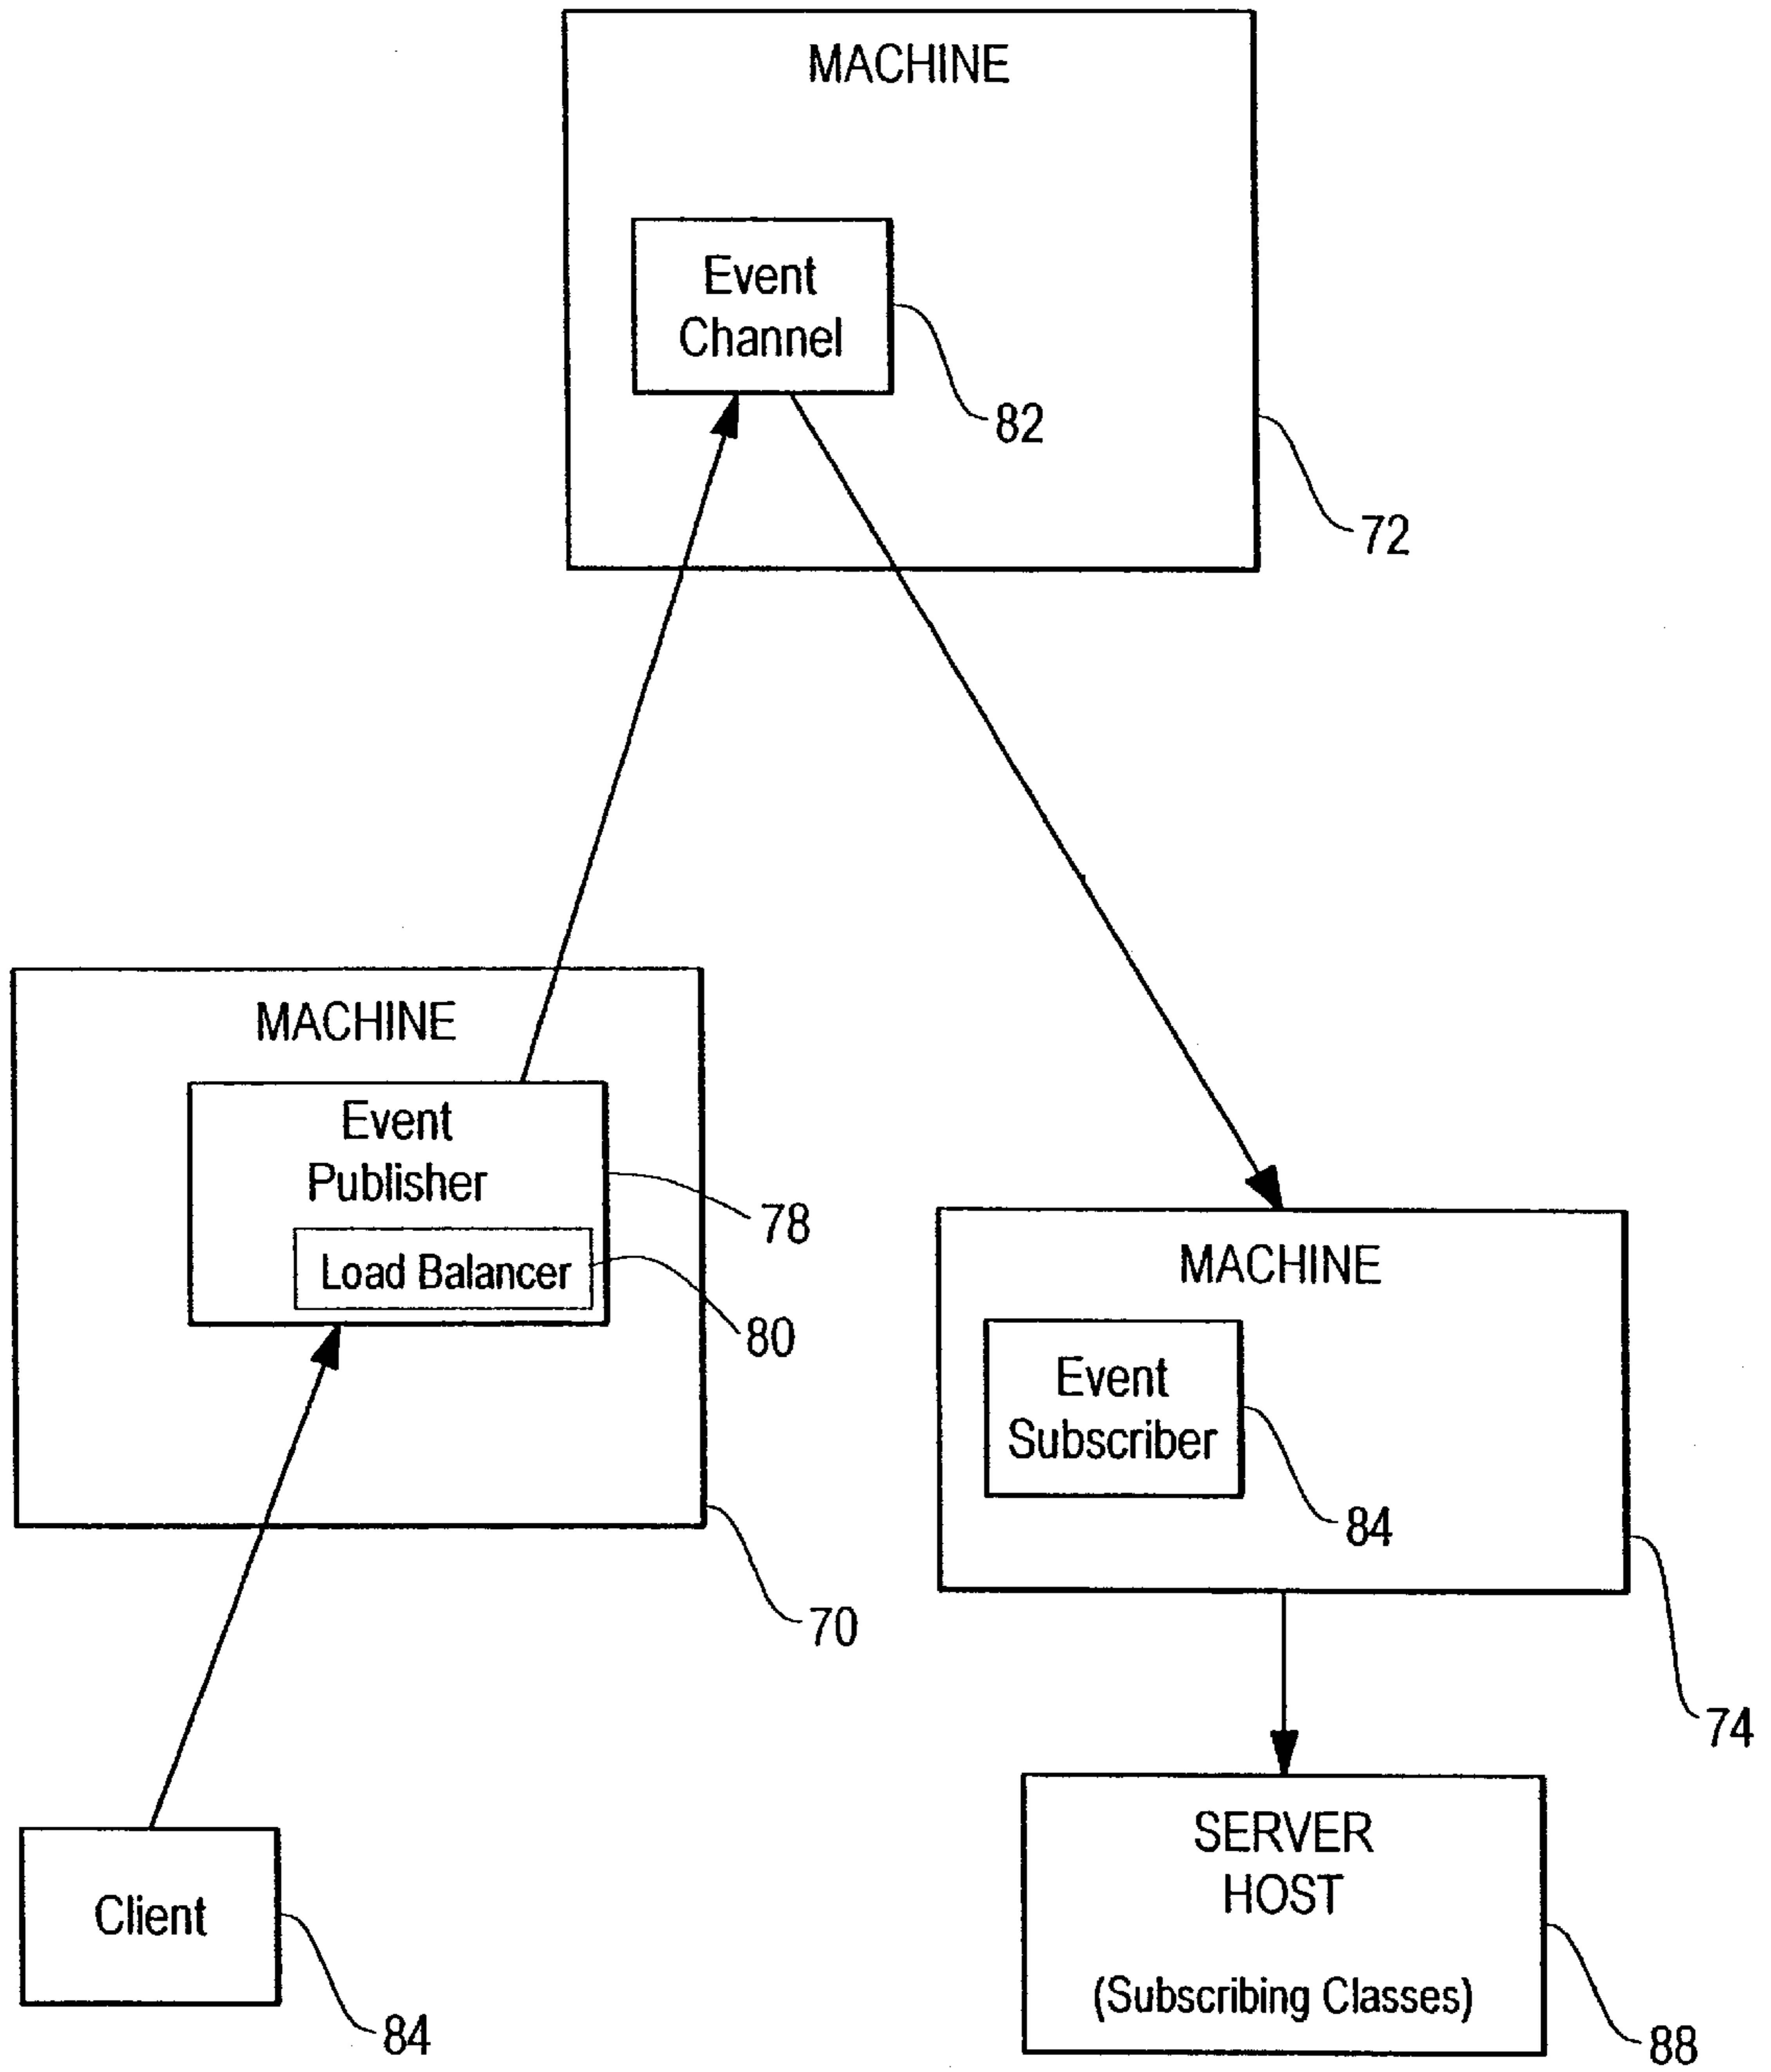 MACHINE
Event
Channel
82
72
MACHINE
Event
Publisher
78
Load Balancer
80
70
MACHINE
Event
Subscriber
84
74
Client
84
SERVER
HOST
(Subscribing Classes)
88